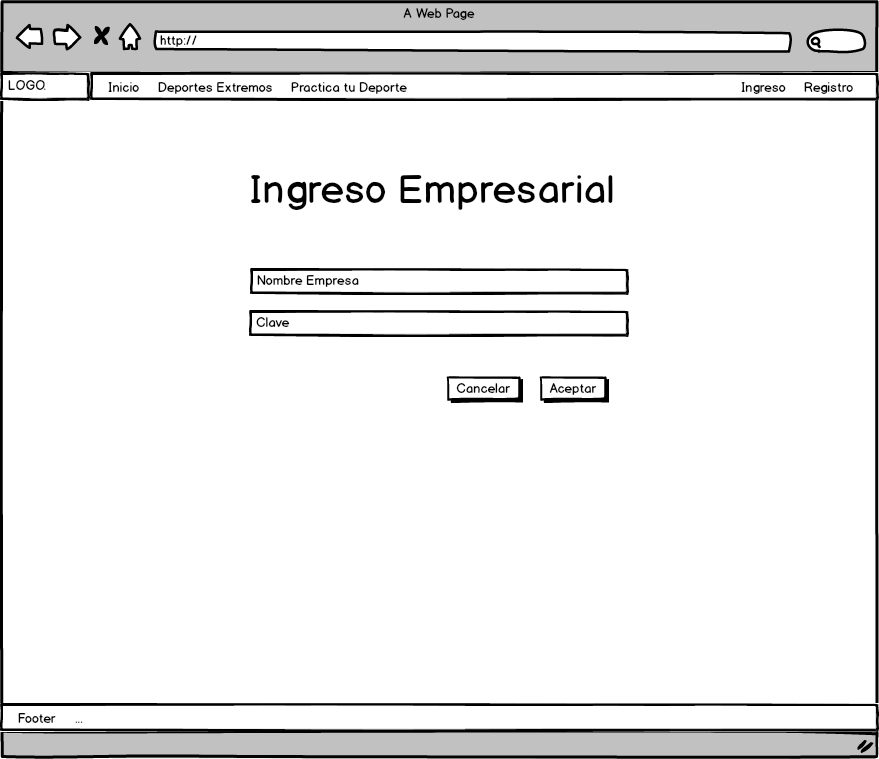 A Web Page
http://
LOGO.
Inicio Deportes Extremos Practica tu Deporte Ingreso Registro
Ingreso Empresarial
Nombre Empresa
Clave
Cancelar Aceptar
Footer ...